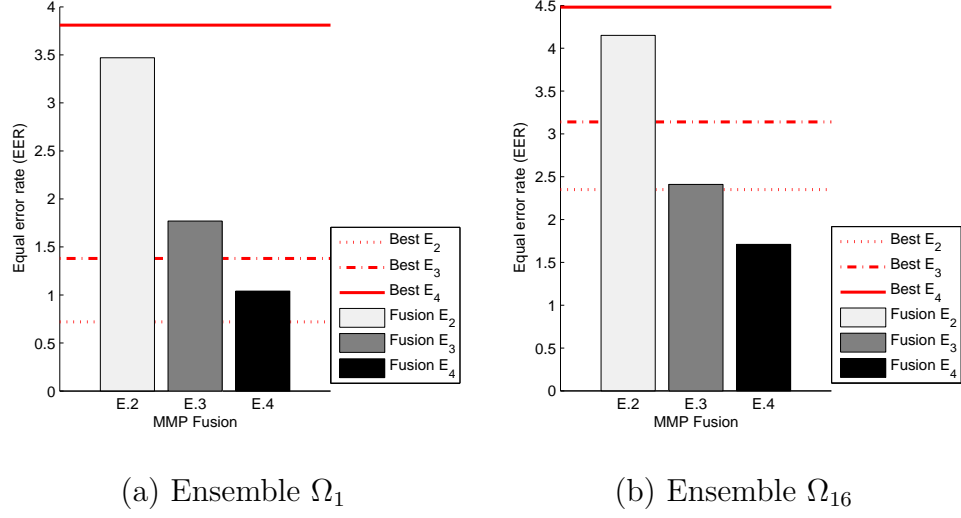 4
3.5
3
2.5
2
1.5
1
0.5
0
Equal error rate (EER)
E.2 E.3 E.4
MMP Fusion
Best E2
Best E3
Best E4
Fusion E2
Fusion E3
Fusion E4
(a) Ensemble Ω1
4.5
4
3.5
3
2.5
2
1.5
1
0.5
0
Equal error rate (EER)
E.2 E.3 E.4
MMP Fusion
Best E2
Best E3
Best E4
Fusion E2
Fusion E3
Fusion E4
(b) Ensemble Ω16